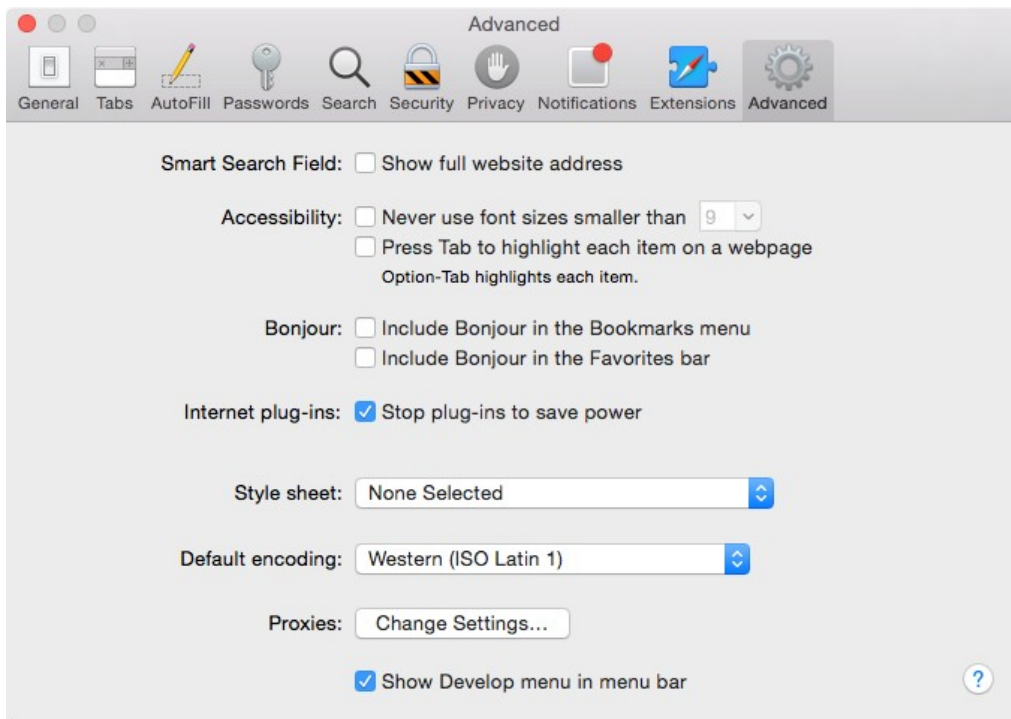 Advanced
General Tabs AutoFill Passwords Search Security Privacy Notifications Extensions Advanced
Smart Search Field: Show full website address
Accessibility: Never use font sizes smaller than 9
Press Tab to highlight each item on a webpage
Option-Tab highlights each item.
Bonjour: Include Bonjour in the Bookmarks menu
Include Bonjour in the Favorites bar
Internet plug-ins: Stop plug-ins to save power
Style sheet: None Selected
Default encoding: Western (ISO Latin 1)
Proxies: Change Settings...
Show Develop menu in menu bar
?